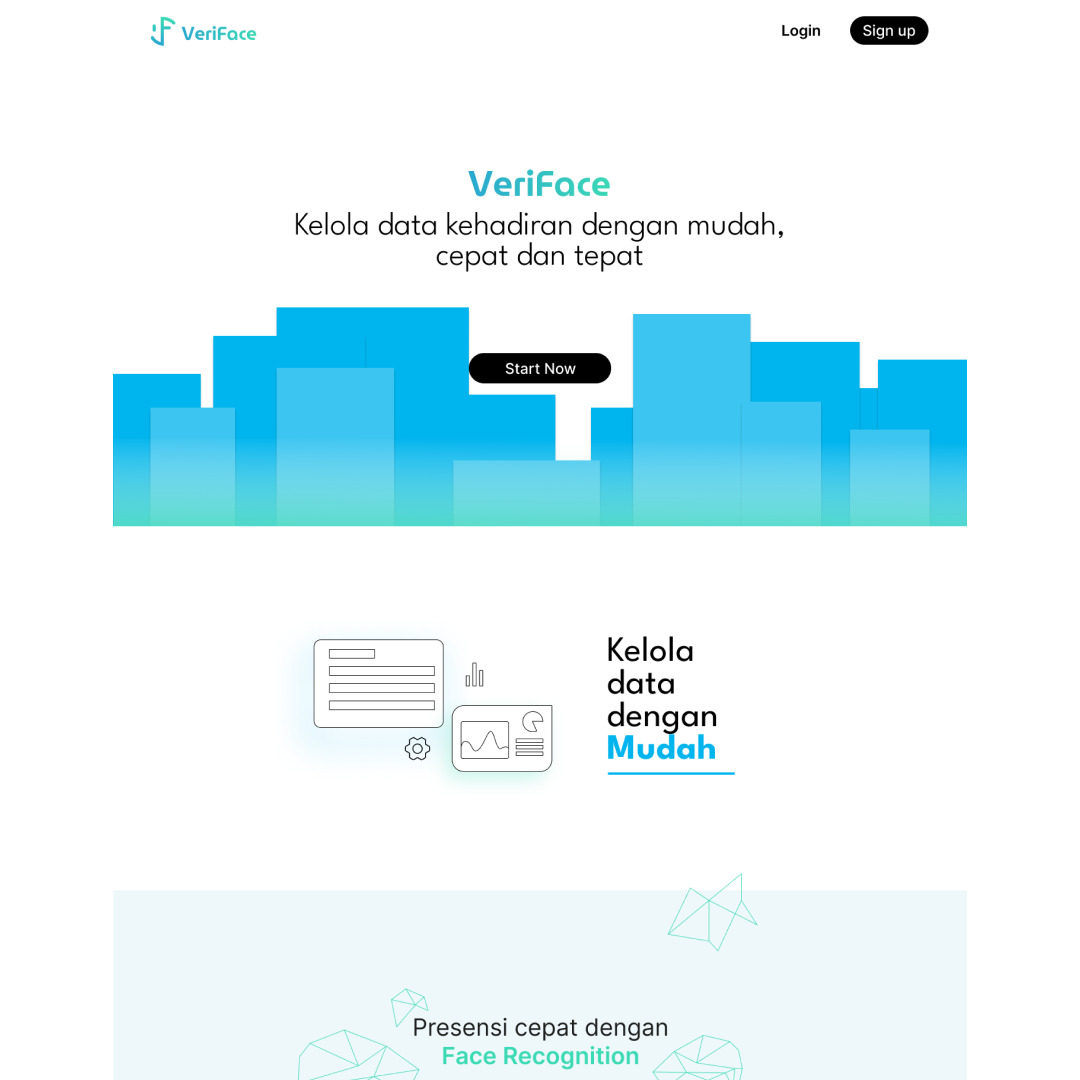 VeriFace
Login
Sign up
VeriFace
Kelola data kehadiran dengan mudah,
cepat dan tepat
Start Now
Kelola
data
dengan
Mudah
Presensi cepat dengan
Face Recognition